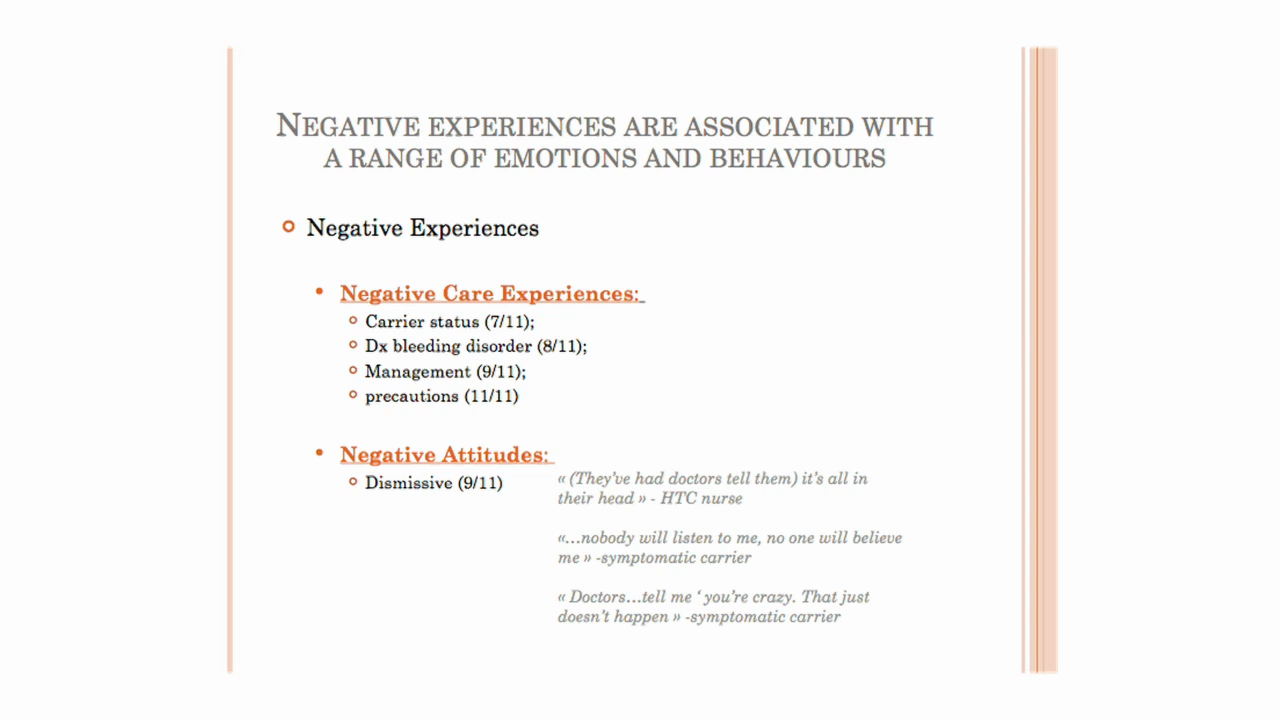 NEGATIVE EXPERIENCES ARE ASSOCIATED WITH
A RANGE OF EMOTIONS AND BEHAVIOURS
Negative Experiences
Negative Care Experiences:
Carrier status (7/11);
Dx bleeding disorder (8/11);
Management (9/11);
precautions (11/11)
Negative Attitudes:
Dismissive (9/11)
« (They've had doctors tell them) it's all in
their head » - HTC nurse
«…nobody will listen to me, no one will believe
me » -symptomatic carrier
« Doctors…tell me ‘ you're crazy. That just
doesn't happen » -symptomatic carrier